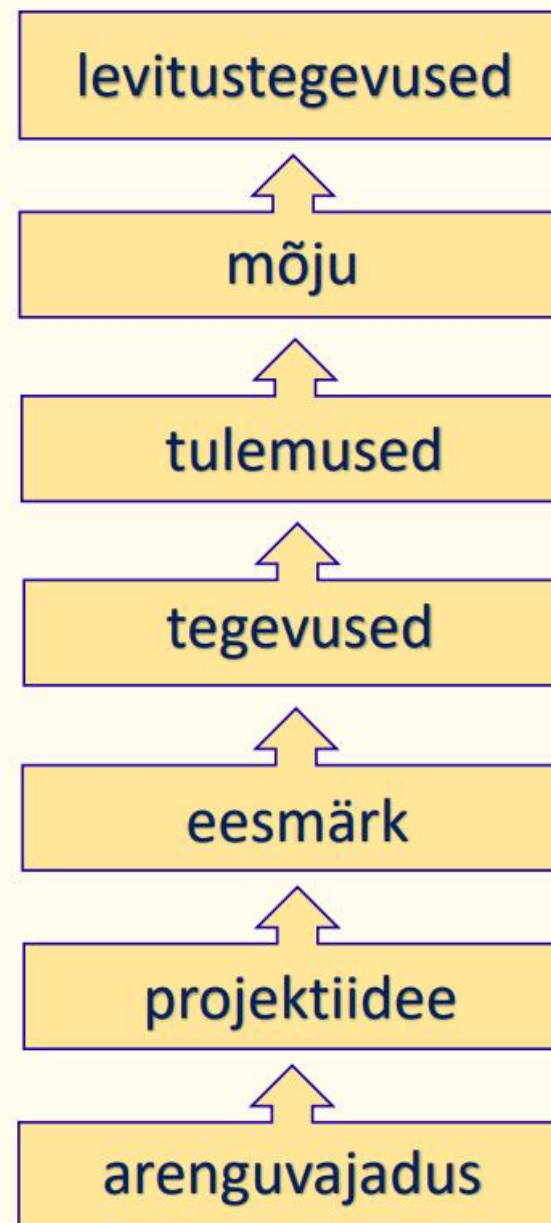 levitustegevused
mõju
tulemused
tegevused
eesmärk
projektiidee
arenguvajadus